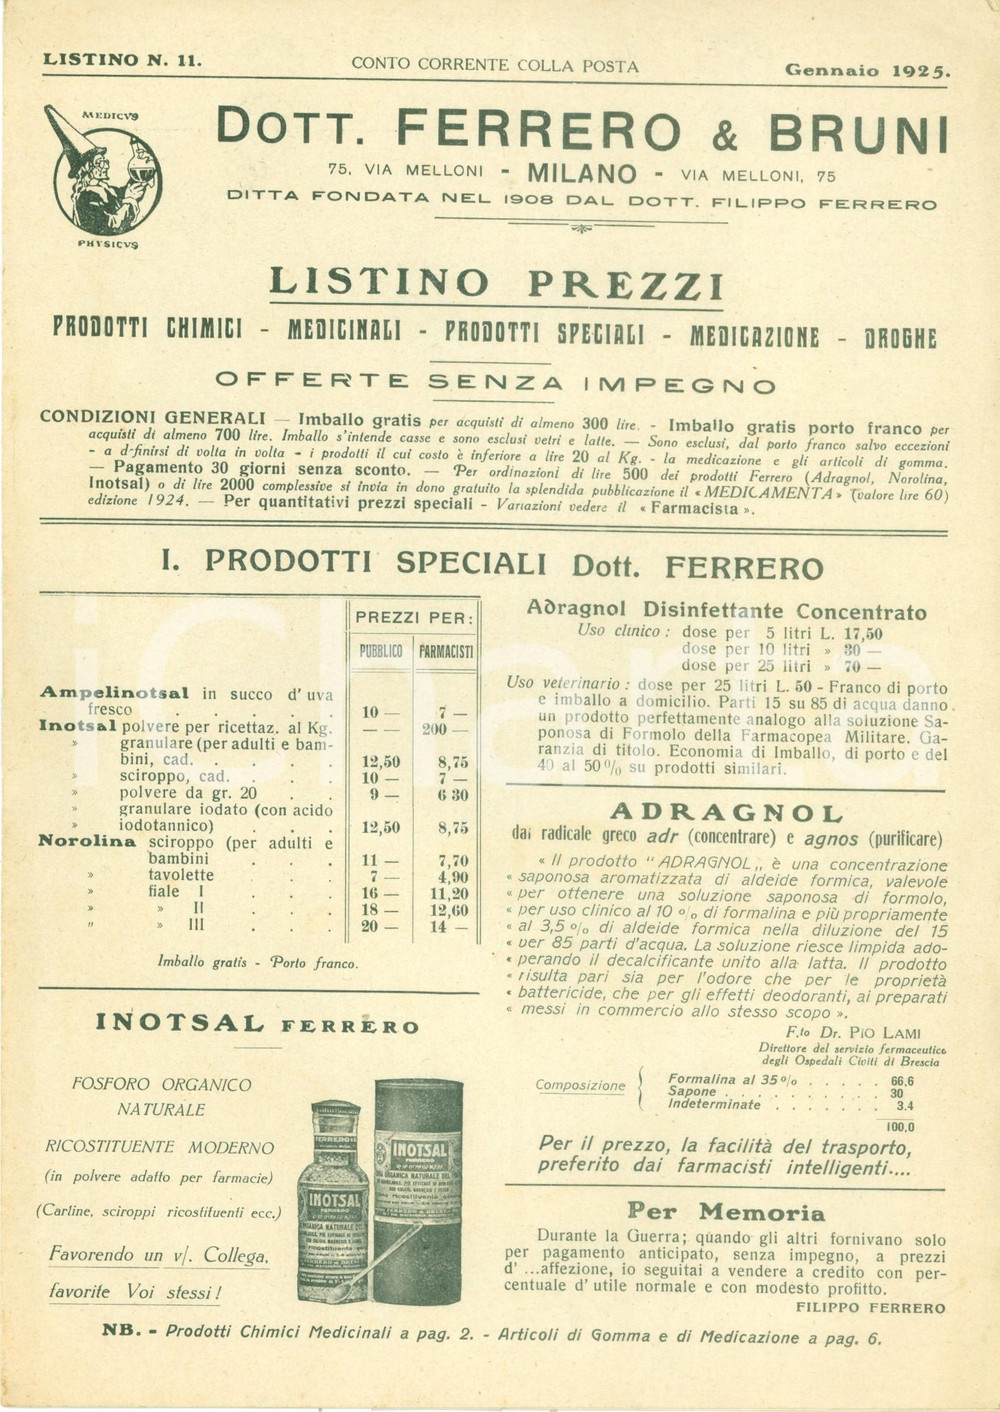 LISTINO N. 11.
CONTO CORRENTE COLLA POSTA
Gennaio 1925.
MEDICVS
PHYSICVS
DOTT. FERRERO & BRUNI
75, VIA MELLONI - MILANO - VIA MELLONI, 75
DITTA FONDATA NEL 1908 DAL DOTT. FILIPPO FERRERO
LISTINO PREZZI
PRODOTTI CHIMICI - MEDICINALI - PRODOTTI SPECIALI - MEDICAZIONE - DROGHE
OFFERTE SENZA IMPEGNO
CONDIZIONI GENERALI — Imballo gratis per acquisti di almeno 300 lire. - Imballo gratis porto franco per
acquisti di almeno 700 lire. Imballo s'intende casse e sono esclusi vetri e latte. — Sono esclusi, dal porto franco salvo eccezioni
- a d-finirsi di volta in volta - i prodotti il cui costo è inferiore a lire 20 al Kg. - la medicazione e gli articoli di gomma.
— Pagamento 30 giorni senza sconto. — Per ordinazioni di lire 500 dei prodotti Ferrero (Adragnol, Norolina,
Inotsal) o di lire 2000 complessive si invia in dono gratuito la splendida pubblicazione il «MEDICAMENTA» (valore lire 60)
edizione 1924. — Per quantitativi prezzi speciali - Variazioni vedere il «Farmacista».
I. PRODOTTI SPECIALI Dott. FERRERO
PREZZI PER:
PUBBLICO FARMACISTI
Ampelinotsal in succo d'uva
fresco . . . . . 10 — 7 —
Inotsal polvere per ricettaz. al Kg. — — 200 —
» granulare (per adulti e bam-
bini, cad. . . . . 12,50 8,75
» sciroppo, cad. . . . 10 — 7 —
» polvere da gr. 20 . . 9 — 6 30
» granulare iodato (con acido
» iodotannico) . . . 12,50 8,75
Norolina sciroppo (per adulti e
bambini . . . 11 — 7,70
» tavolette . . 7 — 4,90
» fiale I . . . 16 — 11,20
» » II . . . 18 — 12,60
» » III . . . 20 — 14 —
Imballo gratis - Porto franco.
INOTSAL FERRERO
FOSFORO ORGANICO
NATURALE
RICOSTITUENTE MODERNO
(in polvere adatto per farmacie)
(Cartine, sciroppi ricostituenti ecc.)
Favorendo un v/. Collega,
favorite Voi stessi!
FERRERO
INOTSAL
FERRERO
INOTSAL
FERRERO
Adragnol Disinfettante Concentrato
Uso clinico: dose per 5 litri L. 17,50
dose per 10 litri » 30 —
dose per 25 litri » 70 —
Uso veterinario: dose per 25 litri L. 50 - Franco di porto
e imballo a domicilio. Parti 15 su 85 di acqua danno
un prodotto perfettamente analogo alla soluzione Sa-
ponosa di Formolo della Farmacopea Militare. Ga-
ranzia di titolo. Economia di Imballo, di porto e del
40 al 50% su prodotti similari.
ADRAGNOL
dai radicale greco adr (concentrare) e agnos (purificare)
« Il prodotto “ADRAGNOL„ è una concentrazione
« saponosa aromatizzata di aldeide formica, valevole
« per ottenere una soluzione saponosa di formolo,
« per uso clinico al 10 % di formalina e più propriamente
« al 3,5 % di aldeide formica nella diluzione del 15
« per 85 parti d'acqua. La soluzione riesce limpida ado-
« perando il decalcificante unito alla latta. Il prodotto
« risulta pari sia per l'odore che per le proprietà
« battericide, che per gli effetti deodoranti, ai preparati
« messi in commercio allo stesso scopo ».
F.to Dr. PIO LAMI
Direttore del servizio fermaceutico
degli Ospedali Civili di Brescia
Composizione
Formalina al 35% . . . . . 66,6
Sapone . . . . . . . . . 30
Indeterminate . . . . . . . 3.4
100,0
Per il prezzo, la facilità del trasporto,
preferito dai farmacisti intelligenti....
Per Memoria
Durante la Guerra; quando gli altri fornivano solo
per pagamento anticipato, senza impegno, a prezzi
d' ...affezione, io seguitai a vendere a credito con per-
centuale d' utile normale e con modesto profitto.
FILIPPO FERRERO
NB. - Prodotti Chimici Medicinali a pag. 2. - Articoli di Gomma e di Medicazione a pag. 6.